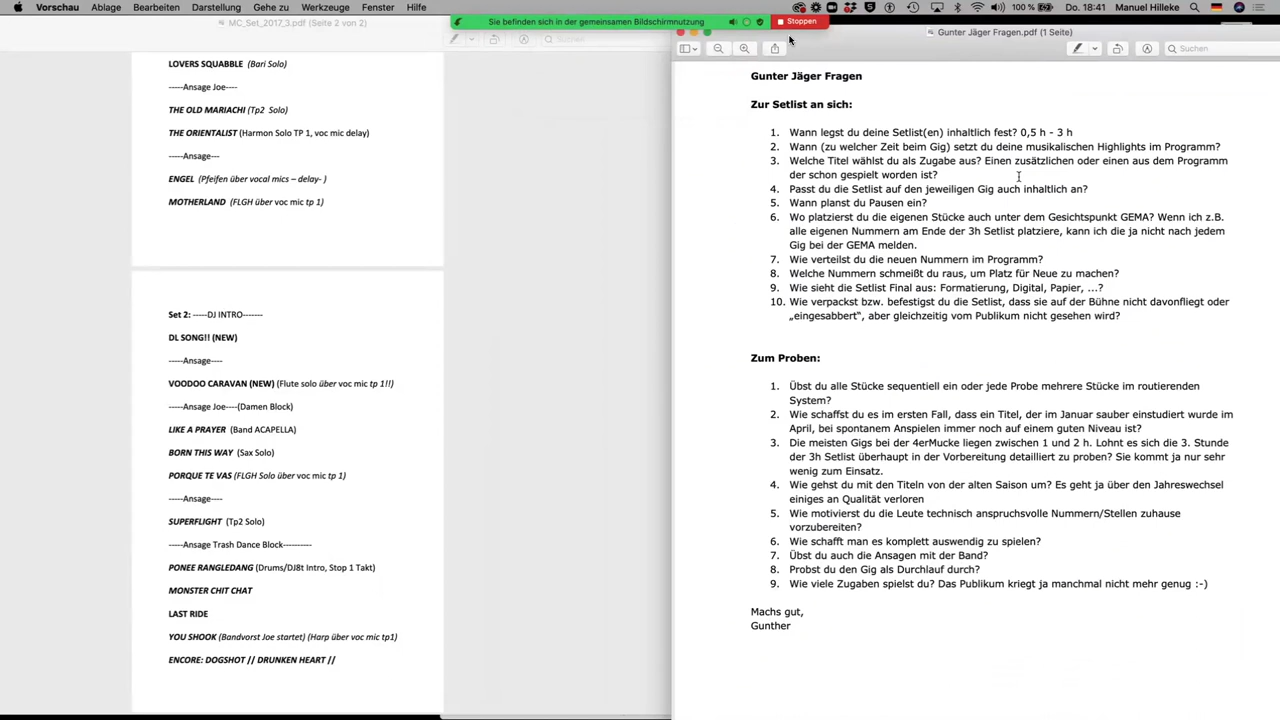 Vorschau Ablage Bearbeiten Darstellung Gehe zu Werkzeuge Fenster Hilfe
100 % Do. 18:41 Manuel Hilleke
MC_Set_2017_3.pdf (Seite 2 von 2)
Sie befinden sich in der gemeinsamen Bildschirmnutzung
Stoppen
Suchen
LOVERS SQUABBLE (Bari Solo)
-----Ansage Joe----
THE OLD MARIACHI (Tp2 Solo)
THE ORIENTALIST (Harmon Solo TP 1, voc mic delay)
-----Ansage---
ENGEL (Pfeifen über vocal mics – delay- )
MOTHERLAND (FLGH über voc mic tp 1)
Set 2: -----DJ INTRO-------
DL SONG!! (NEW)
-----Ansage----
VOODOO CARAVAN (NEW) (Flute solo über voc mic tp 1!!)
-----Ansage Joe----(Damen Block)
LIKE A PRAYER (Band ACAPELLA)
BORN THIS WAY (Sax Solo)
PORQUE TE VAS (FLGH Solo über voc mic tp 1)
-----Ansage----
SUPERFLIGHT (Tp2 Solo)
-----Ansage Trash Dance Block----------
PONEE RANGLEDANG (Drums/DJ8t Intro, Stop 1 Takt)
MONSTER CHIT CHAT
LAST RIDE
YOU SHOOK (Bandvorst Joe startet) (Harp über voc mic tp1)
ENCORE: DOGSHOT // DRUNKEN HEART //
Gunter Jäger Fragen.pdf (1 Seite)
Suchen
Gunter Jäger Fragen
Zur Setlist an sich:
1. Wann legst du deine Setlist(en) inhaltlich fest? 0,5 h - 3 h
2. Wann (zu welcher Zeit beim Gig) setzt du deine musikalischen Highlights im Programm?
3. Welche Titel wählst du als Zugabe aus? Einen zusätzlichen oder einen aus dem Programm
der schon gespielt worden ist?
4. Passt du die Setlist auf den jeweiligen Gig auch inhaltlich an?
5. Wann planst du Pausen ein?
6. Wo platzierst du die eigenen Stücke auch unter dem Gesichtspunkt GEMA? Wenn ich z.B.
alle eigenen Nummern am Ende der 3h Setlist platziere, kann ich die ja nicht nach jedem
Gig bei der GEMA melden.
7. Wie verteilst du die neuen Nummern im Programm?
8. Welche Nummern schmeißt du raus, um Platz für Neue zu machen?
9. Wie sieht die Setlist Final aus: Formatierung, Digital, Papier, ...?
10. Wie verpackst bzw. befestigst du die Setlist, dass sie auf der Bühne nicht davonfliegt oder
„eingesabbert“, aber gleichzeitig vom Publikum nicht gesehen wird?
Zum Proben:
1. Übst du alle Stücke sequentiell ein oder jede Probe mehrere Stücke im routierenden
System?
2. Wie schaffst du es im ersten Fall, dass ein Titel, der im Januar sauber einstudiert wurde im
April, bei spontanem Anspielen immer noch auf einem guten Niveau ist?
3. Die meisten Gigs bei der 4erMucke liegen zwischen 1 und 2 h. Lohnt es sich die 3. Stunde
der 3h Setlist überhaupt in der Vorbereitung detailliert zu proben? Sie kommt ja nur sehr
wenig zum Einsatz.
4. Wie gehst du mit den Titeln von der alten Saison um? Es geht ja über den Jahreswechsel
einiges an Qualität verloren
5. Wie motivierst du die Leute technisch anspruchsvolle Nummern/Stellen zuhause
vorzubereiten?
6. Wie schafft man es komplett auswendig zu spielen?
7. Übst du auch die Ansagen mit der Band?
8. Probst du den Gig als Durchlauf durch?
9. Wie viele Zugaben spielst du? Das Publikum kriegt ja manchmal nicht mehr genug :-)
Machs gut,
Gunther